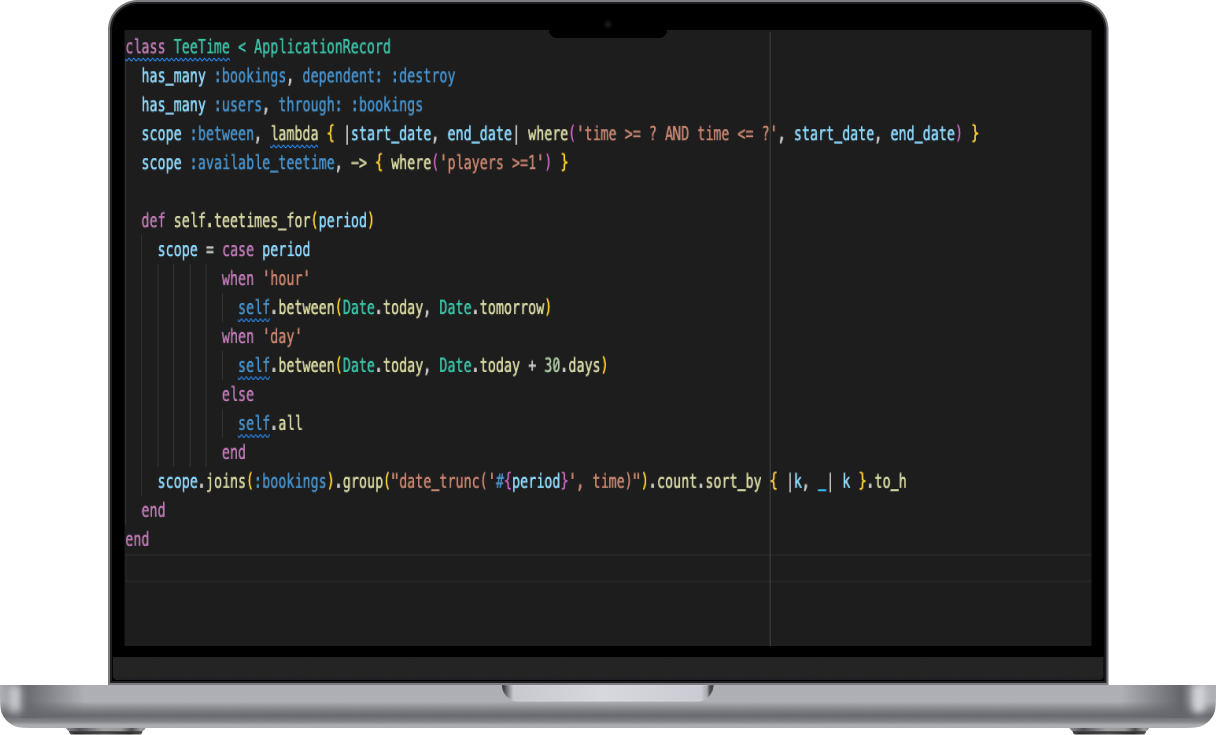 class TeeTime < ApplicationRecord
  has_many :bookings, dependent: :destroy
  has_many :users, through: :bookings
  scope :between, lambda { |start_date, end_date| where('time >= ? AND time <= ?', start_date, end_date) }
  scope :available_teetime, -> { where('players >=1') }

  def self.teetimes_for(period)
    scope = case period
            when 'hour'
              self.between(Date.today, Date.tomorrow)
            when 'day'
              self.between(Date.today, Date.today + 30.days)
            else
              self.all
            end
    scope.joins(:bookings).group("date_trunc('#{period}', time)").count.sort_by { |k, _| k }.to_h
  end
end